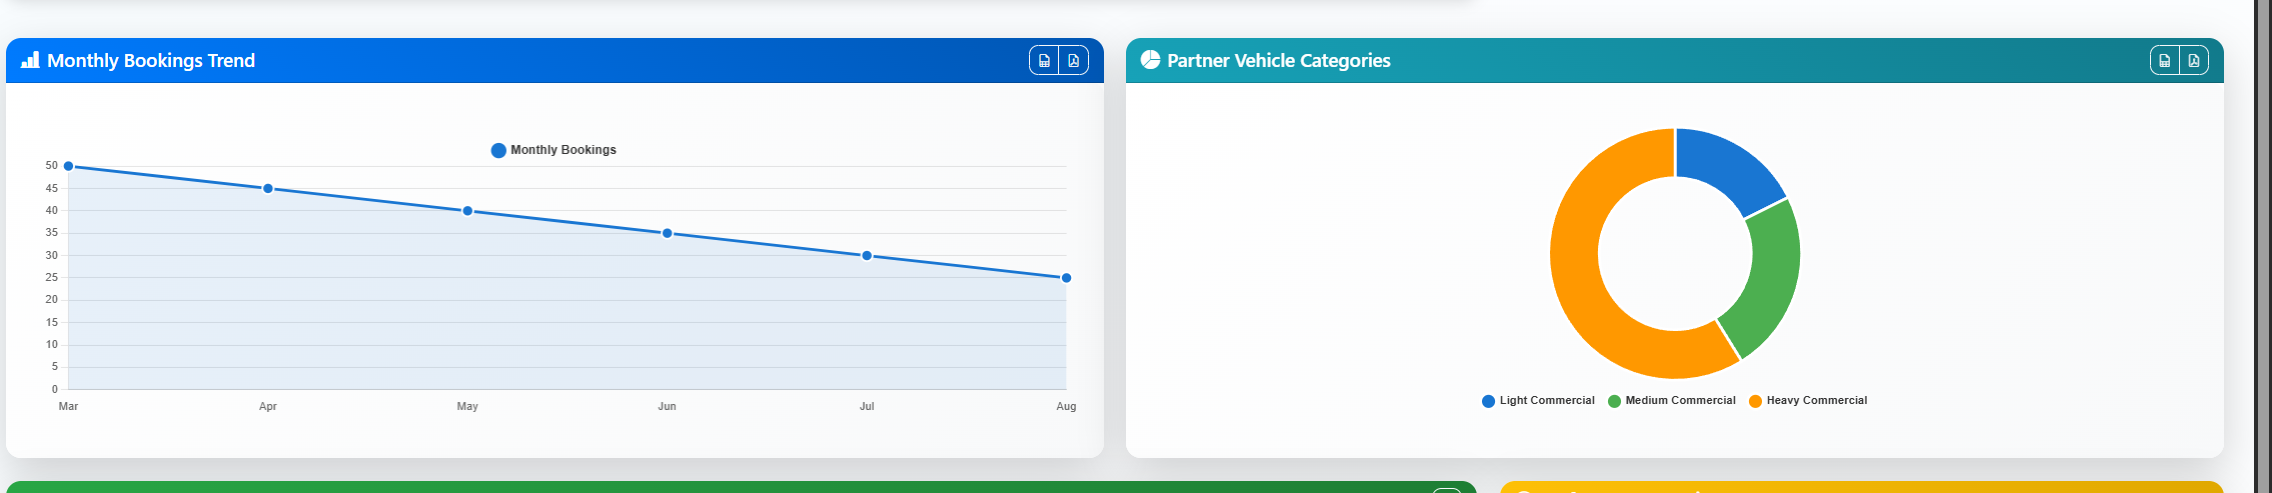 Monthly Bookings Trend
Monthly Bookings
50
45
40
35
30
25
20
15
10
5
0
Mar Apr May Jun Jul Aug
Partner Vehicle Categories
Light Commercial Medium Commercial Heavy Commercial